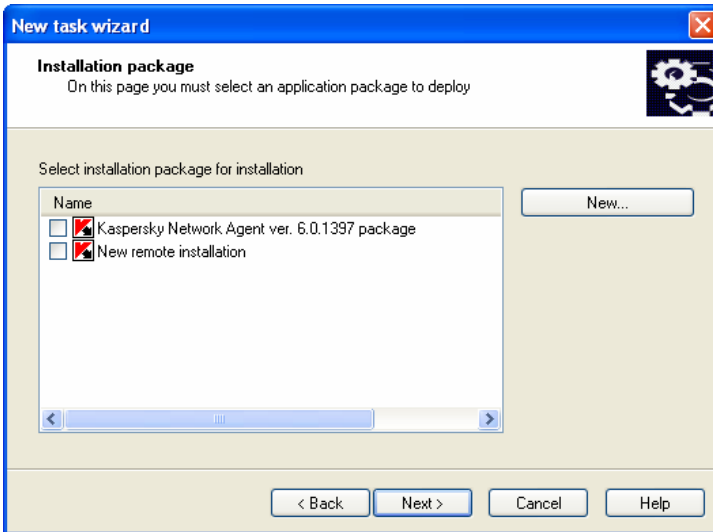 New task wizard
Installation package
On this page you must select an application package to deploy
Select installation package for installation
Name
New...
Kaspersky Network Agent ver. 6.0.1397 package
New remote installation
< Back
Next >
Cancel
Help